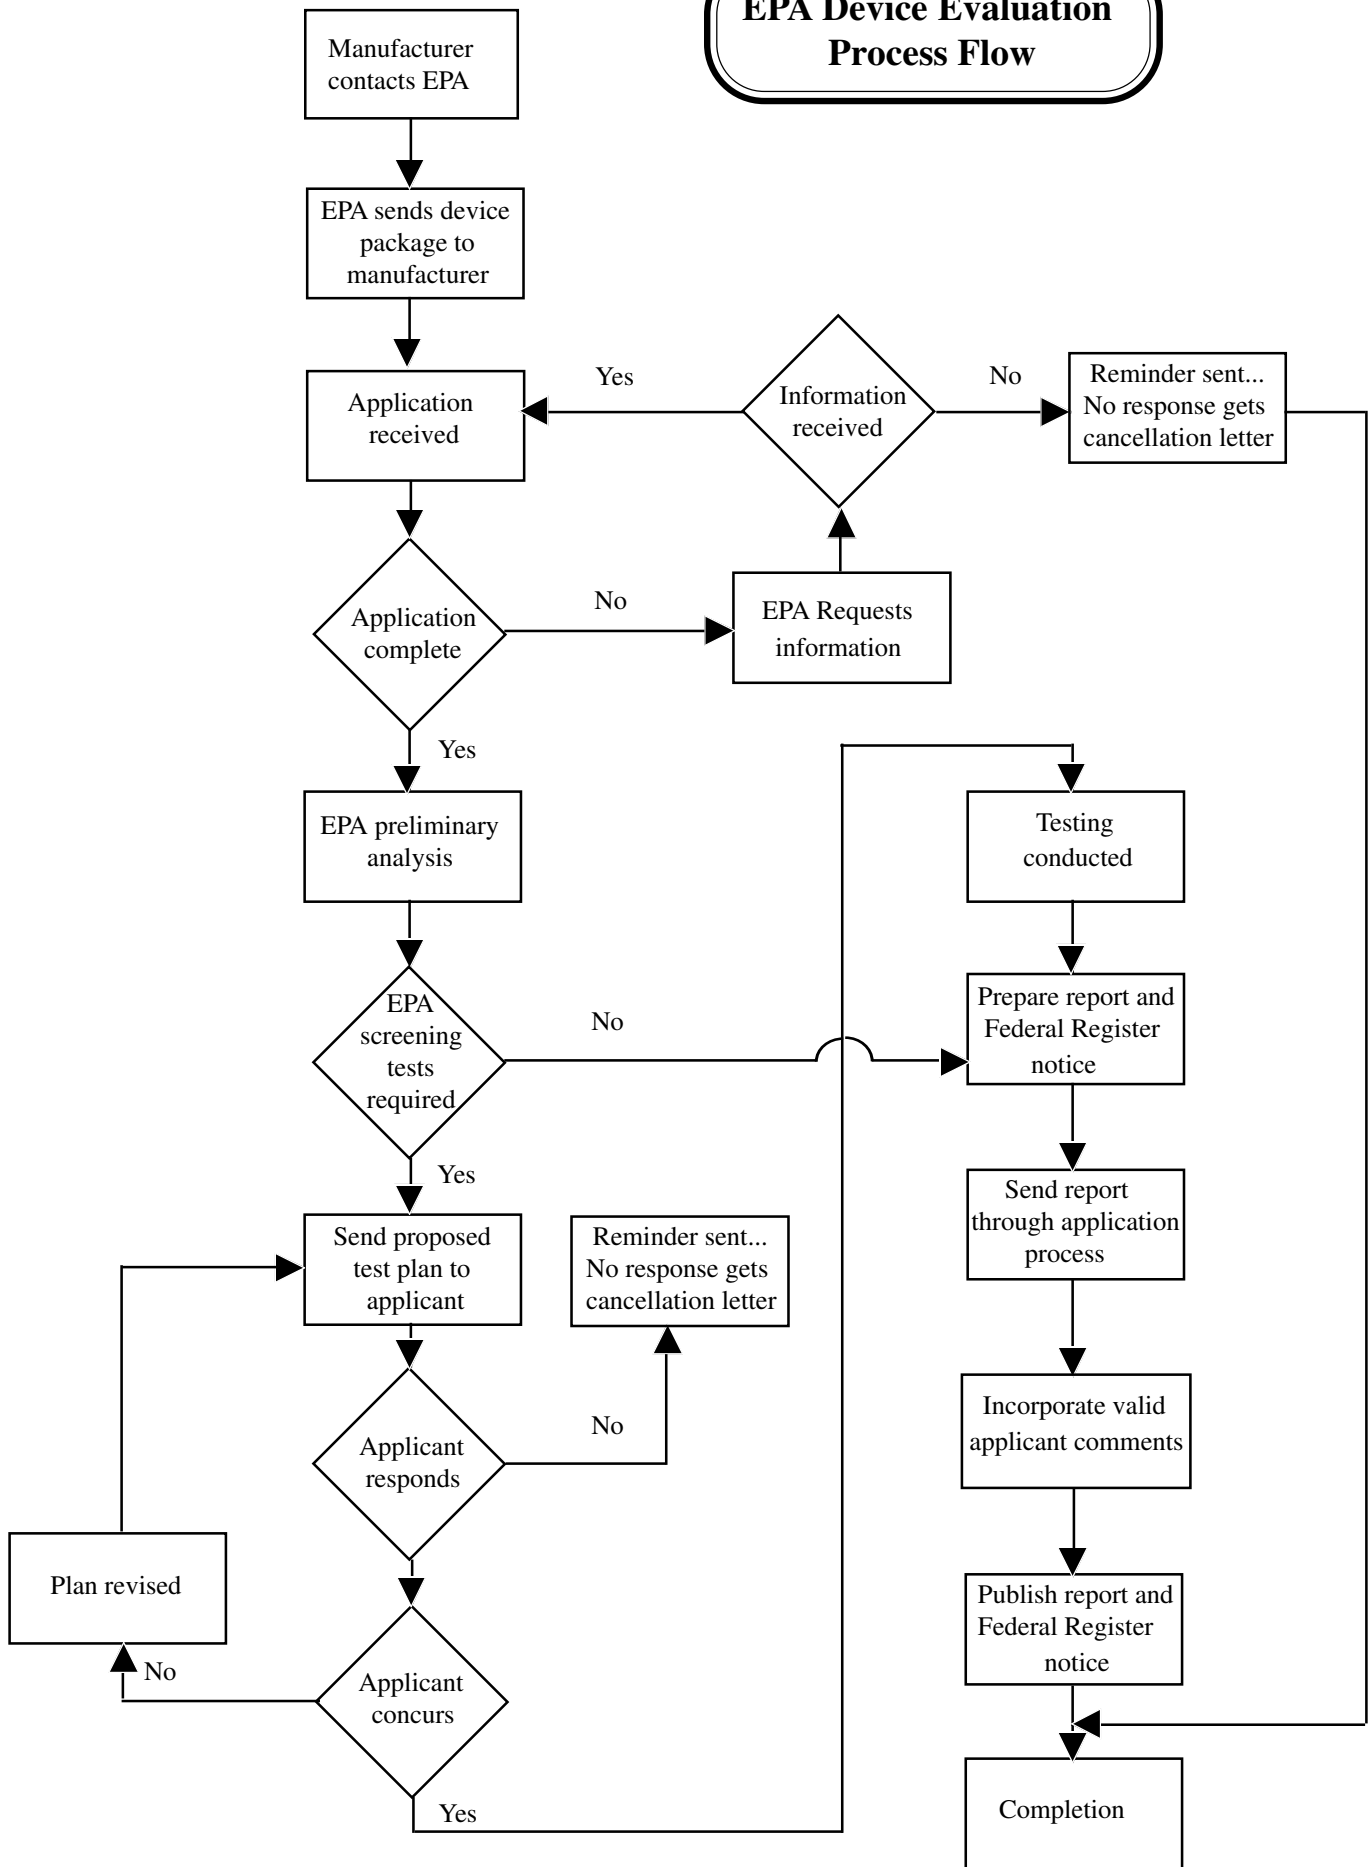 EPA Device Evaluation
Process Flow
Manufacturer
contacts EPA
EPA sends device
package to
manufacturer
Application
received
Yes
Information
received
No
Reminder sent...
No response gets
cancellation letter
Application
complete
No
EPA Requests
information
Yes
EPA preliminary
analysis
Testing
conducted
EPA
screening
tests
required
No
Prepare report and
Federal Register
notice
Yes
Send proposed
test plan to
applicant
Reminder sent...
No response gets
cancellation letter
Send report
through application
process
Applicant
responds
No
Incorporate valid
applicant comments
Plan revised
No
Applicant
concurs
Yes
Publish report and
Federal Register
notice
Completion